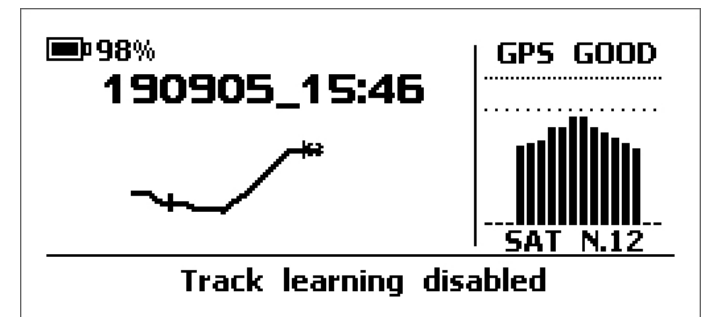 98%
190905_15:46
GPS GOOD
SAT N.12
Track learning disabled